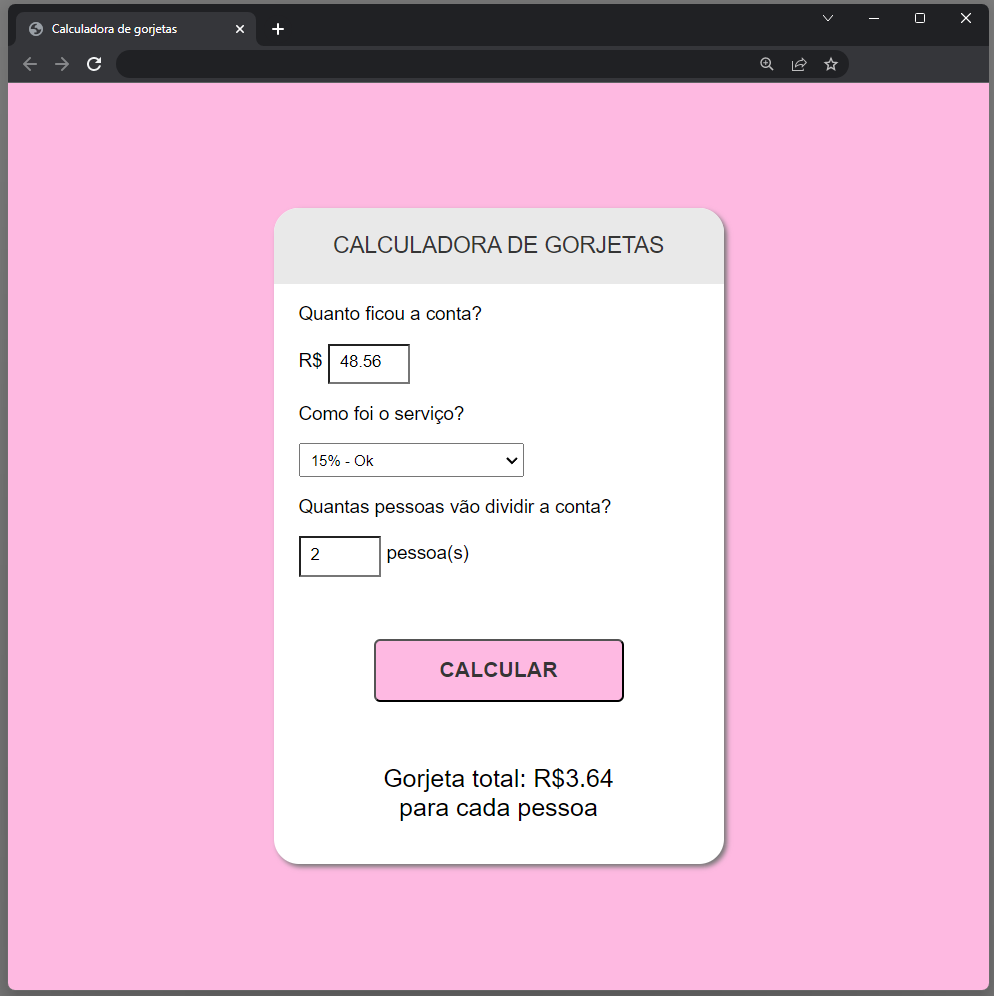 Calculadora de gorjetas
CALCULADORA DE GORJETAS
Quanto ficou a conta?
R$ 48.56
Como foi o serviço?
15% - Ok
Quantas pessoas vão dividir a conta?
2 pessoa(s)
CALCULAR
Gorjeta total: R$3.64
para cada pessoa